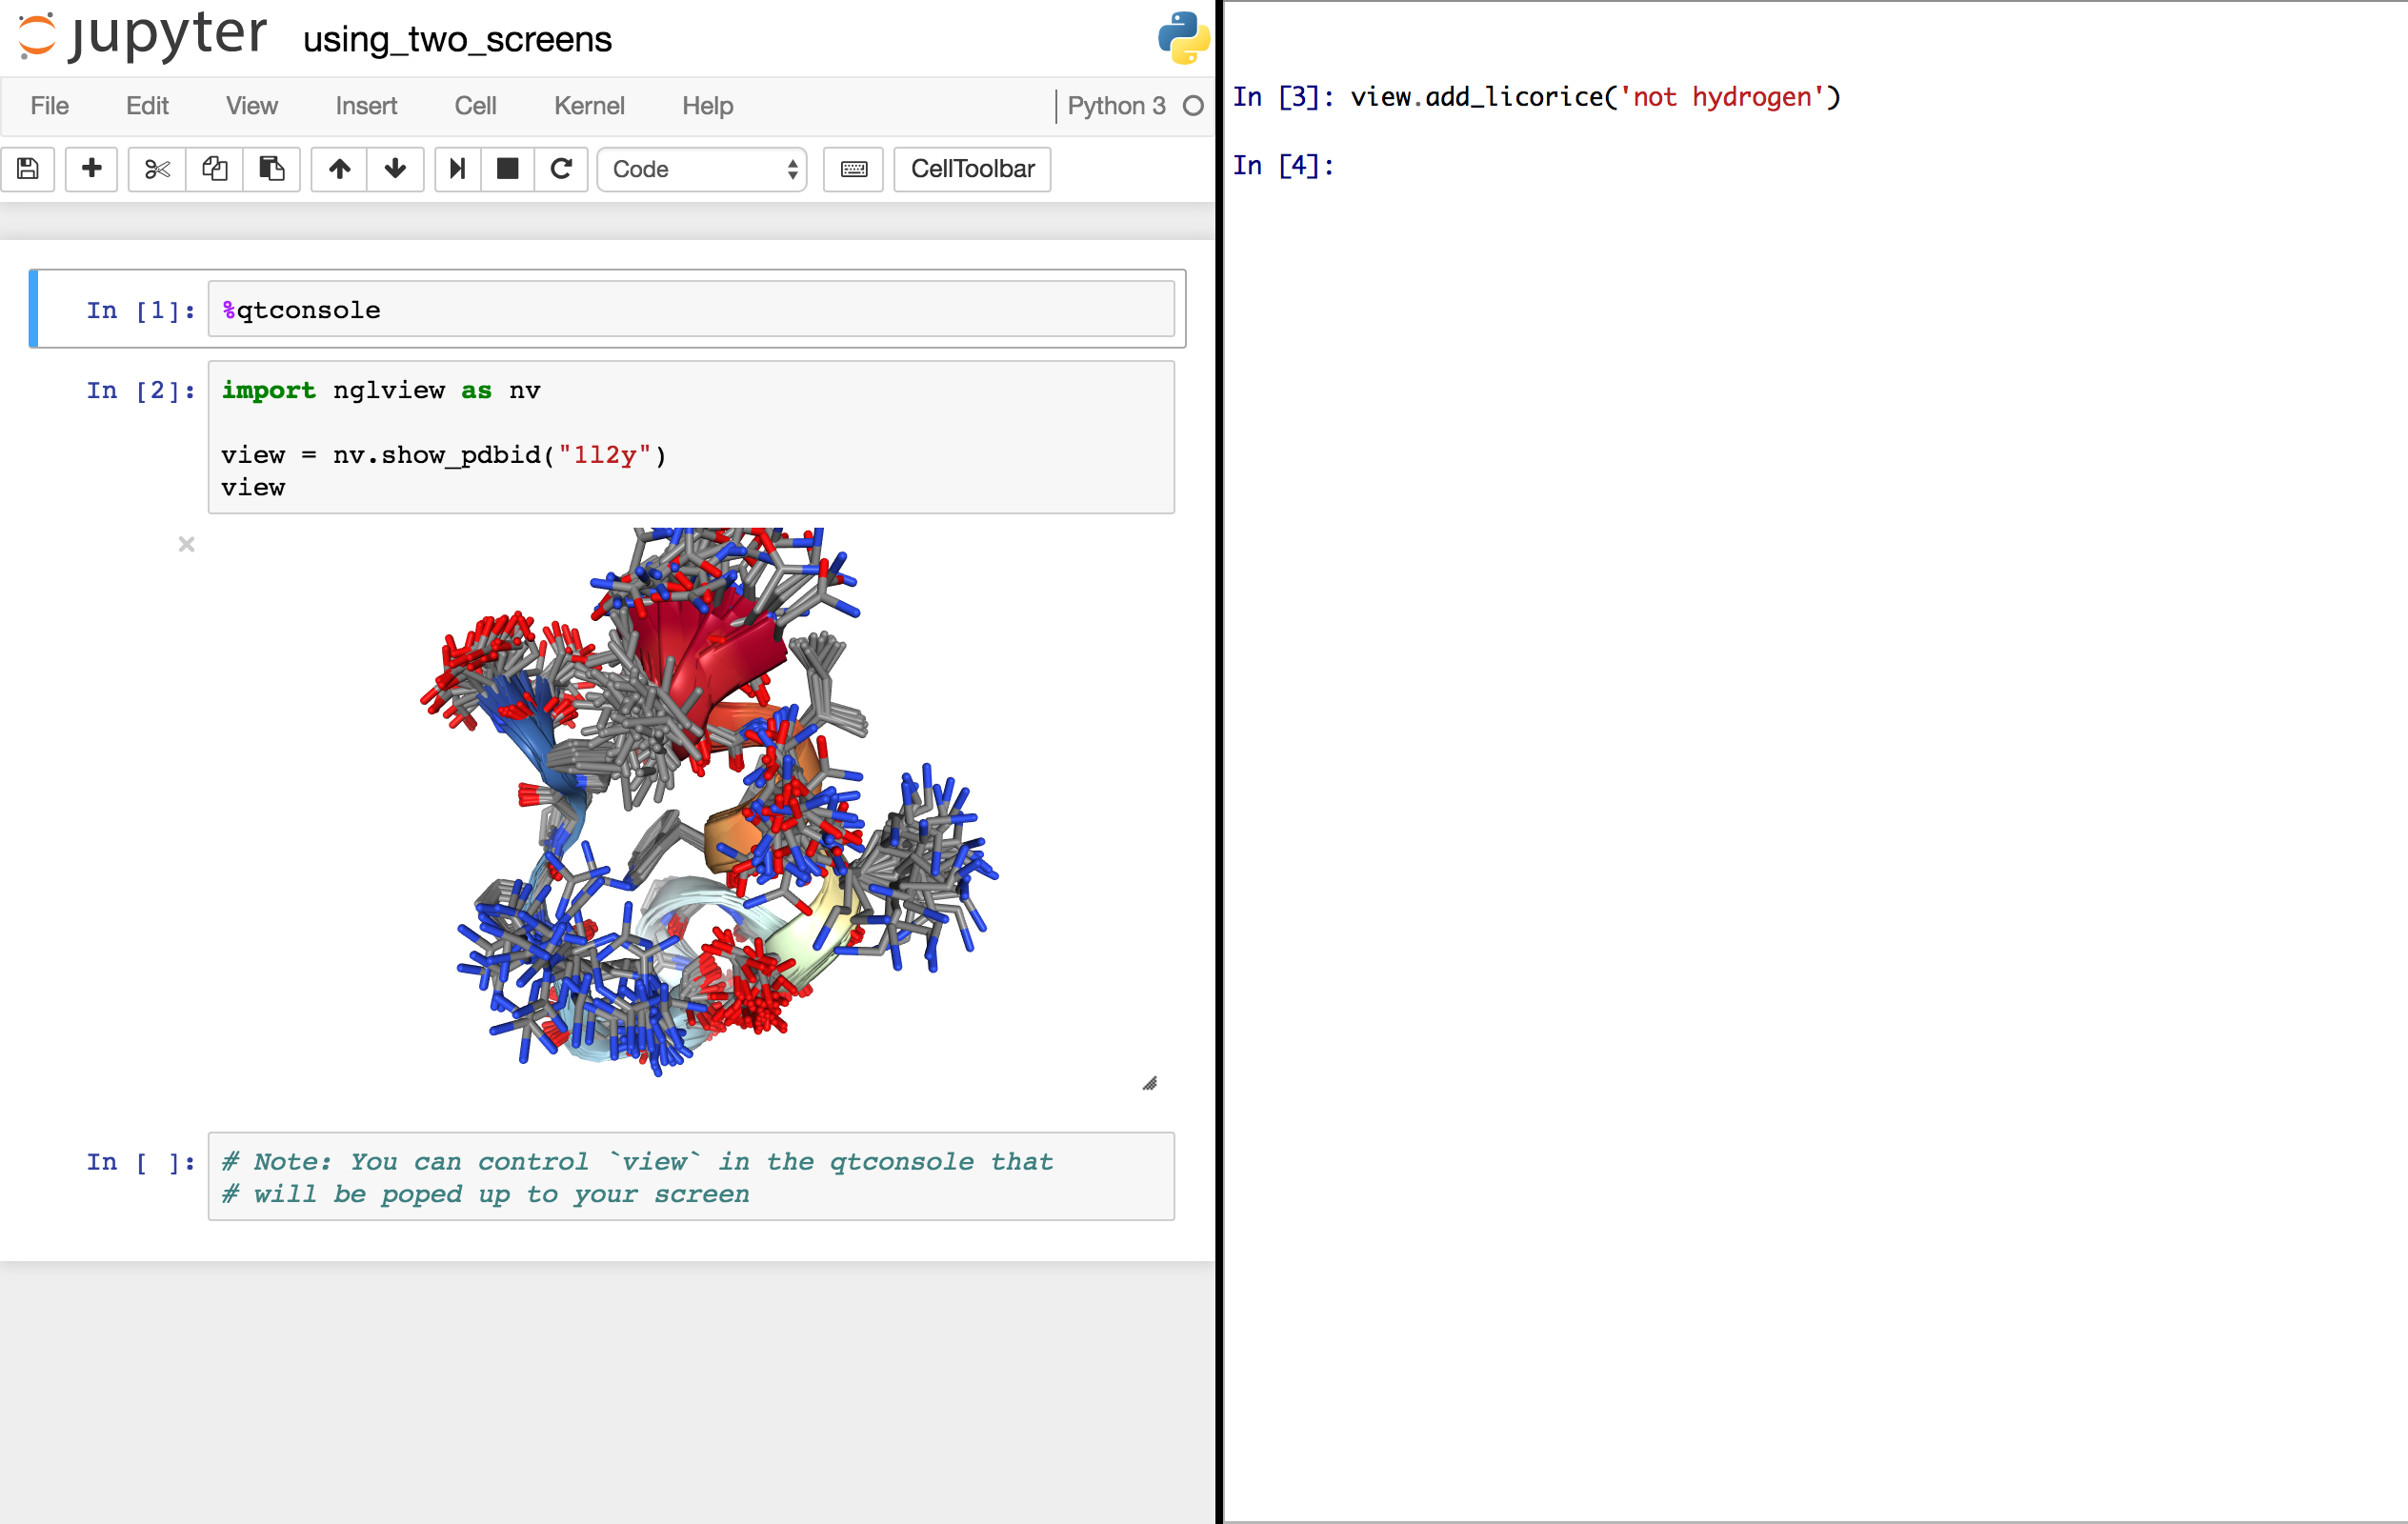 jupyter using_two_screens
File Edit View Insert Cell Kernel Help Python 3
Code CellToolbar
In [1]: %qtconsole
In [2]: import nglview as nv
view = nv.show_pdbid("1l2y")
view
In [ ]: # Note: You can control `view` in the qtconsole that
# will be poped up to your screen
In [3]: view.add_licorice('not hydrogen')
In [4]: